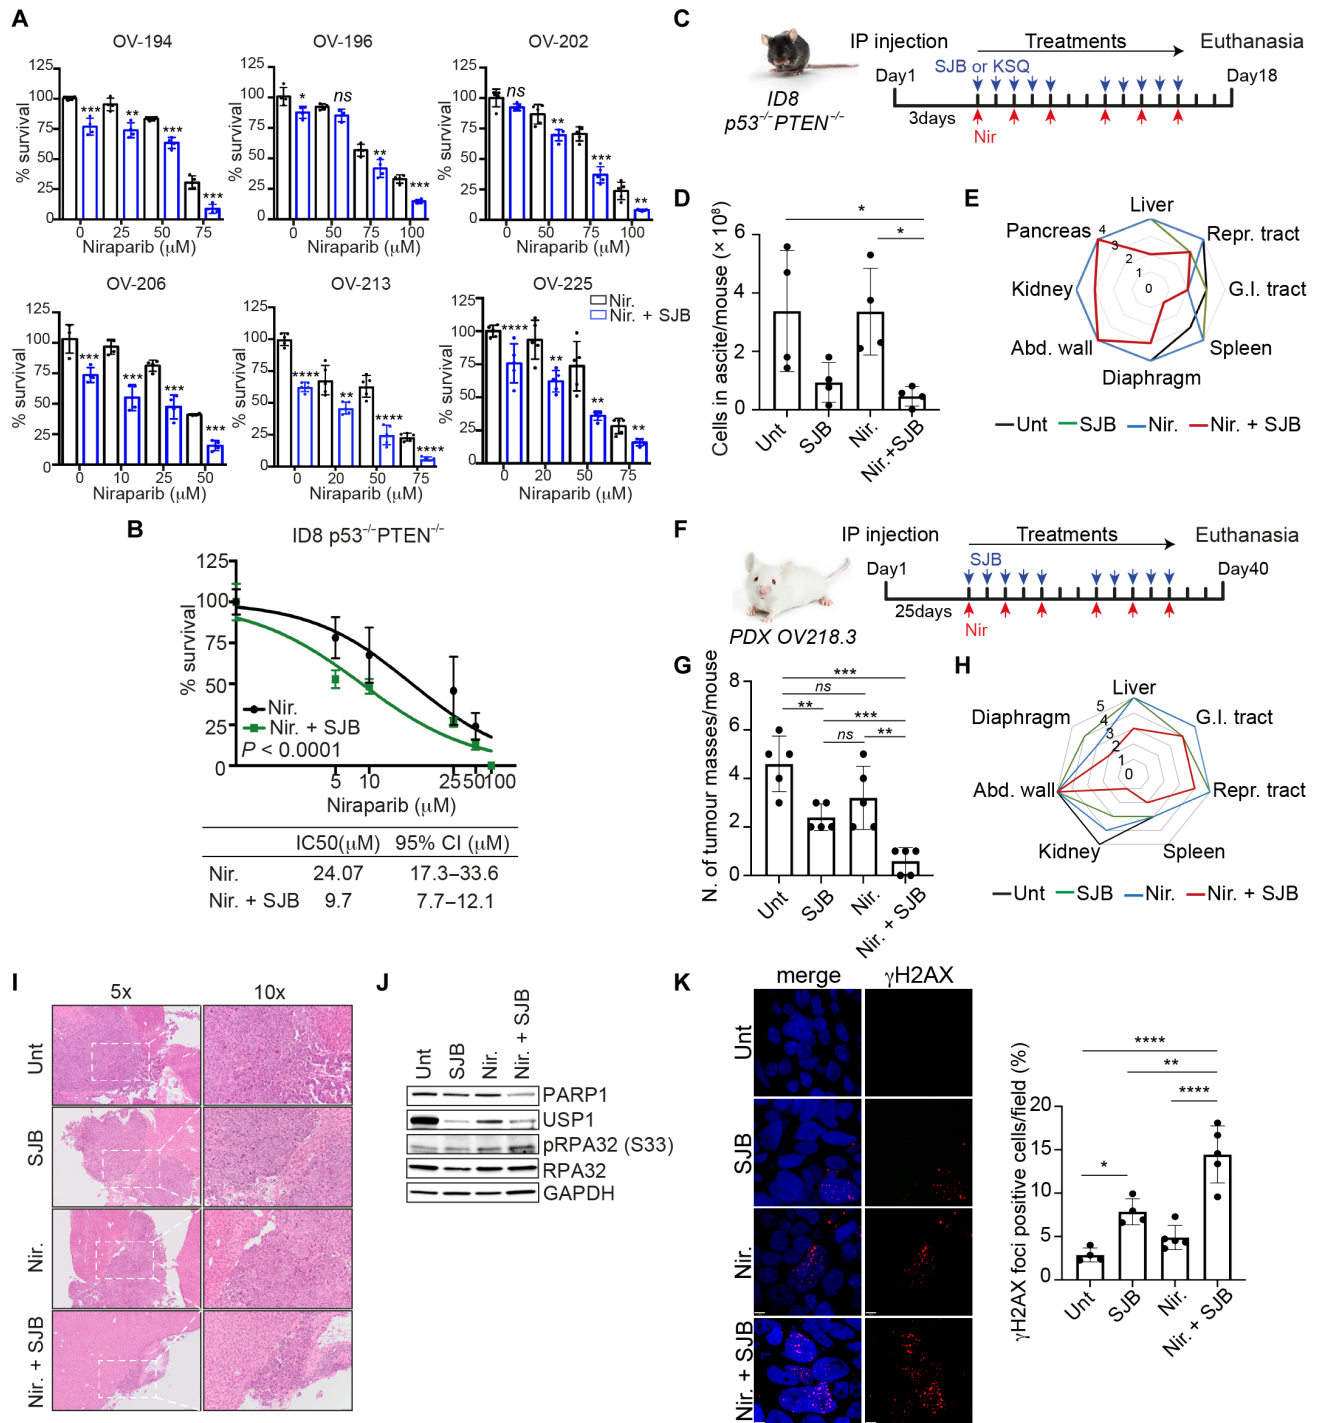 A
OV-194
% survival
125
100
75
50
25
0
***
**
***
***
0 25 50 75
Niraparib (µM)
OV-196
% survival
125
100
75
50
25
0
*
ns
**
***
0 50 75 100
Niraparib (µM)
OV-202
% survival
125
100
75
50
25
0
ns
**
***
**
0 50 75 100
Niraparib (µM)
OV-206
% survival
125
100
75
50
25
0
***
***
***
***
0 10 25 50
Niraparib (µM)
OV-213
% survival
125
100
75
50
25
0
****
**
****
****
0 20 50 75
Niraparib (µM)
OV-225
Nir.
Nir. + SJB
% survival
125
100
75
50
25
0
****
**
**
**
0 20 50 75
Niraparib (µM)
B
ID8 p53⁻/⁻PTEN⁻/⁻
% survival
125
100
75
50
25
0
Nir.
Nir. + SJB
P < 0.0001
5 10 25 50 100
Niraparib (µM)
IC50(µM) 95% CI (µM)
Nir. 24.07 17.3–33.6
Nir. + SJB 9.7 7.7–12.1
C
IP injection Treatments Euthanasia
Day1 SJB or KSQ Day18
3days
Nir
ID8
p53⁻/⁻PTEN⁻/⁻
D
Cells in ascite/mouse (× 10⁸)
6
4
2
0
*
*
Unt SJB Nir. Nir.+SJB
E
Liver
Pancreas Repr. tract
Kidney G.I. tract
Abd. wall Spleen
Diaphragm
4
3
2
1
0
Unt SJB Nir. Nir. + SJB
F
IP injection Treatments Euthanasia
Day1 SJB Day40
25days
Nir
PDX OV218.3
G
N. of tumour masses/mouse
8
6
4
2
0
***
ns
** ***
ns **
Unt SJB Nir. Nir. + SJB
H
Liver
Diaphragm G.I. tract
Abd. wall Repr. tract
Kidney Spleen
5
4
3
2
1
0
Unt SJB Nir. Nir. + SJB
I
5x 10x
Unt
SJB
Nir.
Nir. + SJB
J
Unt SJB Nir. Nir. + SJB
PARP1
USP1
pRPA32 (S33)
RPA32
GAPDH
K
merge γH2AX
Unt
SJB
Nir.
Nir. + SJB
γH2AX foci positive cells/field (%)
20
15
10
5
0
****
**
****
*
Unt SJB Nir. Nir. + SJB